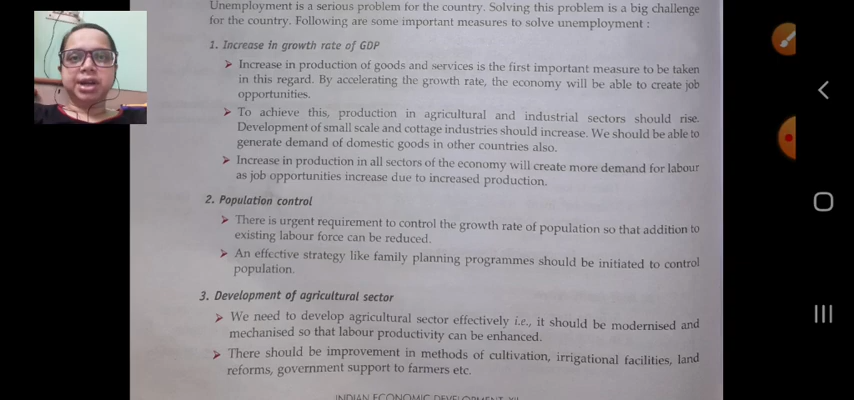 Unemployment is a serious problem for the country. Solving this problem is a big challenge
for the country. Following are some important measures to solve unemployment :
1. Increase in growth rate of GDP
➤ Increase in production of goods and services is the first important measure to be taken
in this regard. By accelerating the growth rate, the economy will be able to create job
opportunities.
➤ To achieve this, production in agricultural and industrial sectors should rise.
Development of small scale and cottage industries should increase. We should be able to
generate demand of domestic goods in other countries also.
➤ Increase in production in all sectors of the economy will create more demand for labour
as job opportunities increase due to increased production.
2. Population control
➤ There is urgent requirement to control the growth rate of population so that addition to
existing labour force can be reduced.
➤ An effective strategy like family planning programmes should be initiated to control
population.
3. Development of agricultural sector
➤ We need to develop agricultural sector effectively i.e., it should be modernised and
mechanised so that labour productivity can be enhanced.
➤ There should be improvement in methods of cultivation, irrigational facilities, land
reforms, government support to farmers etc.
INDIAN ECONOMIC DEVELOPMENT-XII